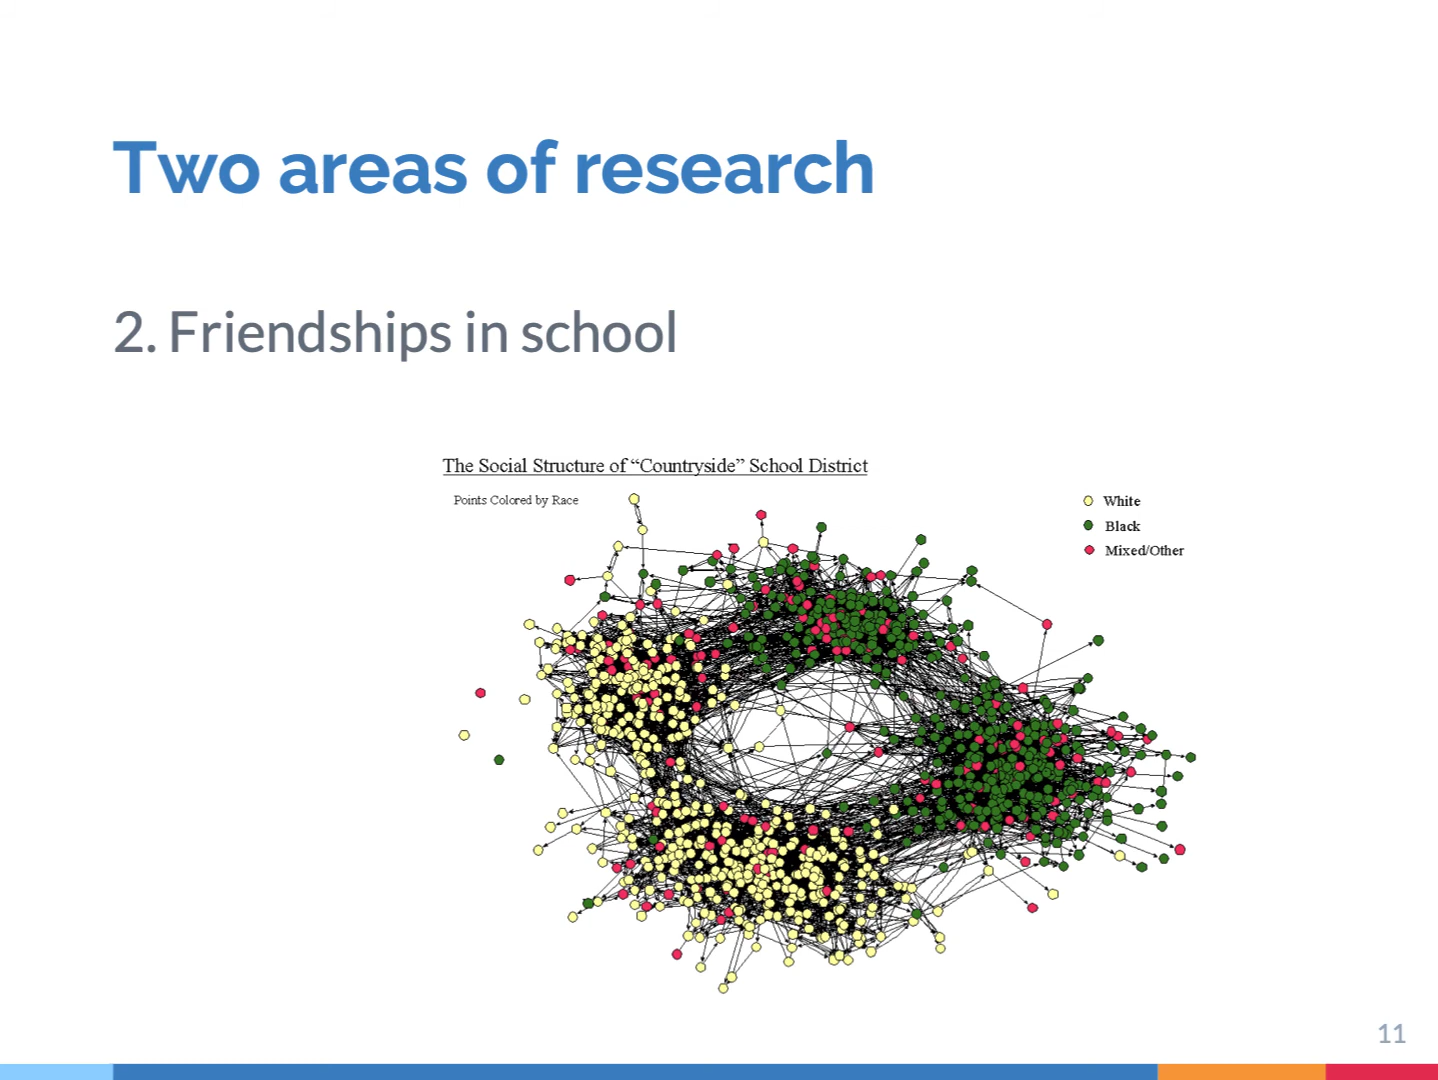 Two areas of research
2. Friendships in school
The Social Structure of “Countryside” School District
Points Colored by Race
White
Black
Mixed/Other
11